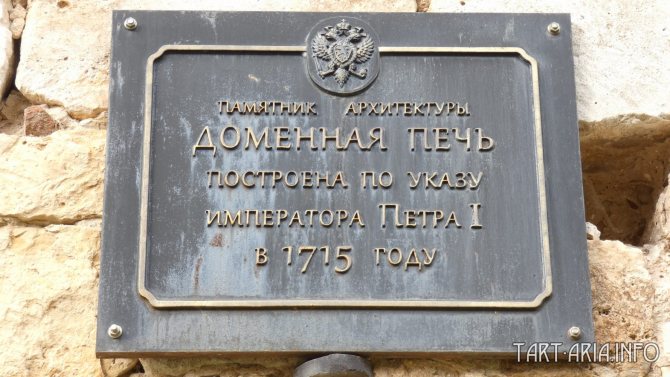 ПАМЯТНИК АРХИТЕКТУРЫ
ДОМЕННАЯ ПЕЧЬ
ПОСТРОЕНА ПО УКАЗУ
ИМПЕРАТОРА ПЕТРА I
В 1715 ГОДУ
TART-ARIA.INFO